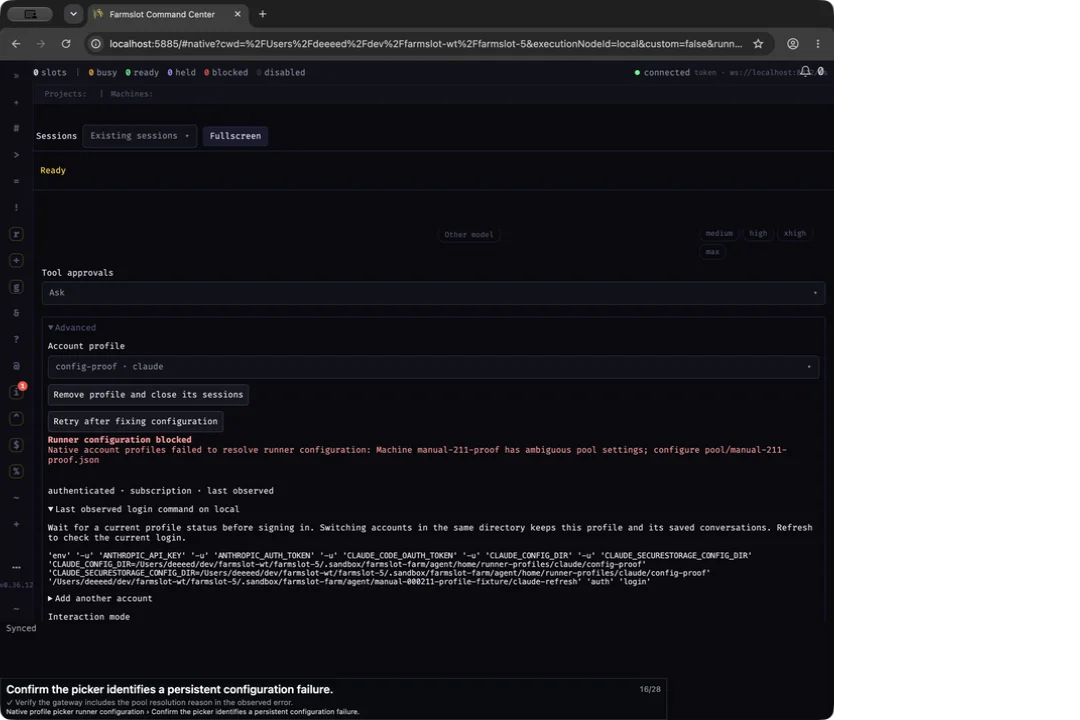 Farmslot Command Center
localhost:5885/#native?cwd=%2FUsers%2Fdeeeed%2Fdev%2Ffarmslot-wt%2Ffarmslot-5&executionNodeId=local&custom=false&runn...
0 slots | 0 busy 0 ready 0 held 0 blocked 0 disabled
connected token · ws://localhost:
0
Projects: | Machines:
Sessions Existing sessions Fullscreen
Ready
Other model
medium high xhigh
max
Tool approvals
Ask
Advanced
Account profile
config-proof · claude
Remove profile and close its sessions
Retry after fixing configuration
1
Runner configuration blocked
Native account profiles failed to resolve runner configuration: Machine manual-211-proof has ambiguous pool settings; configure pool/manual-211-
proof.json
authenticated · subscription · last observed
Last observed login command on local
Wait for a current profile status before signing in. Switching accounts in the same directory keeps this profile and its saved conversations. Refresh
to check the current login.
'env' '-u' 'ANTHROPIC_API_KEY' '-u' 'ANTHROPIC_AUTH_TOKEN' '-u' 'CLAUDE_CODE_OAUTH_TOKEN' '-u' 'CLAUDE_CONFIG_DIR' '-u' 'CLAUDE_SECURESTORAGE_CONFIG_DIR'
'CLAUDE_CONFIG_DIR=/Users/deeeed/dev/farmslot-wt/farmslot-5/.sandbox/farmslot-farm/agent/home/runner-profiles/claude/config-proof'
'CLAUDE_SECURESTORAGE_CONFIG_DIR=/Users/deeeed/dev/farmslot-wt/farmslot-5/.sandbox/farmslot-farm/agent/home/runner-profiles/claude/config-proof'
'/Users/deeeed/dev/farmslot-wt/farmslot-5/.sandbox/farmslot-farm/agent/manual-000211-profile-fixture/claude-refresh' 'auth' 'login'
v0.36.12
Add another account
Interaction mode
Synced
Confirm the picker identifies a persistent configuration failure. 16/28
✓ Verify the gateway includes the pool resolution reason in the observed error.
Native profile picker runner configuration › Confirm the picker identifies a persistent configuration failure.